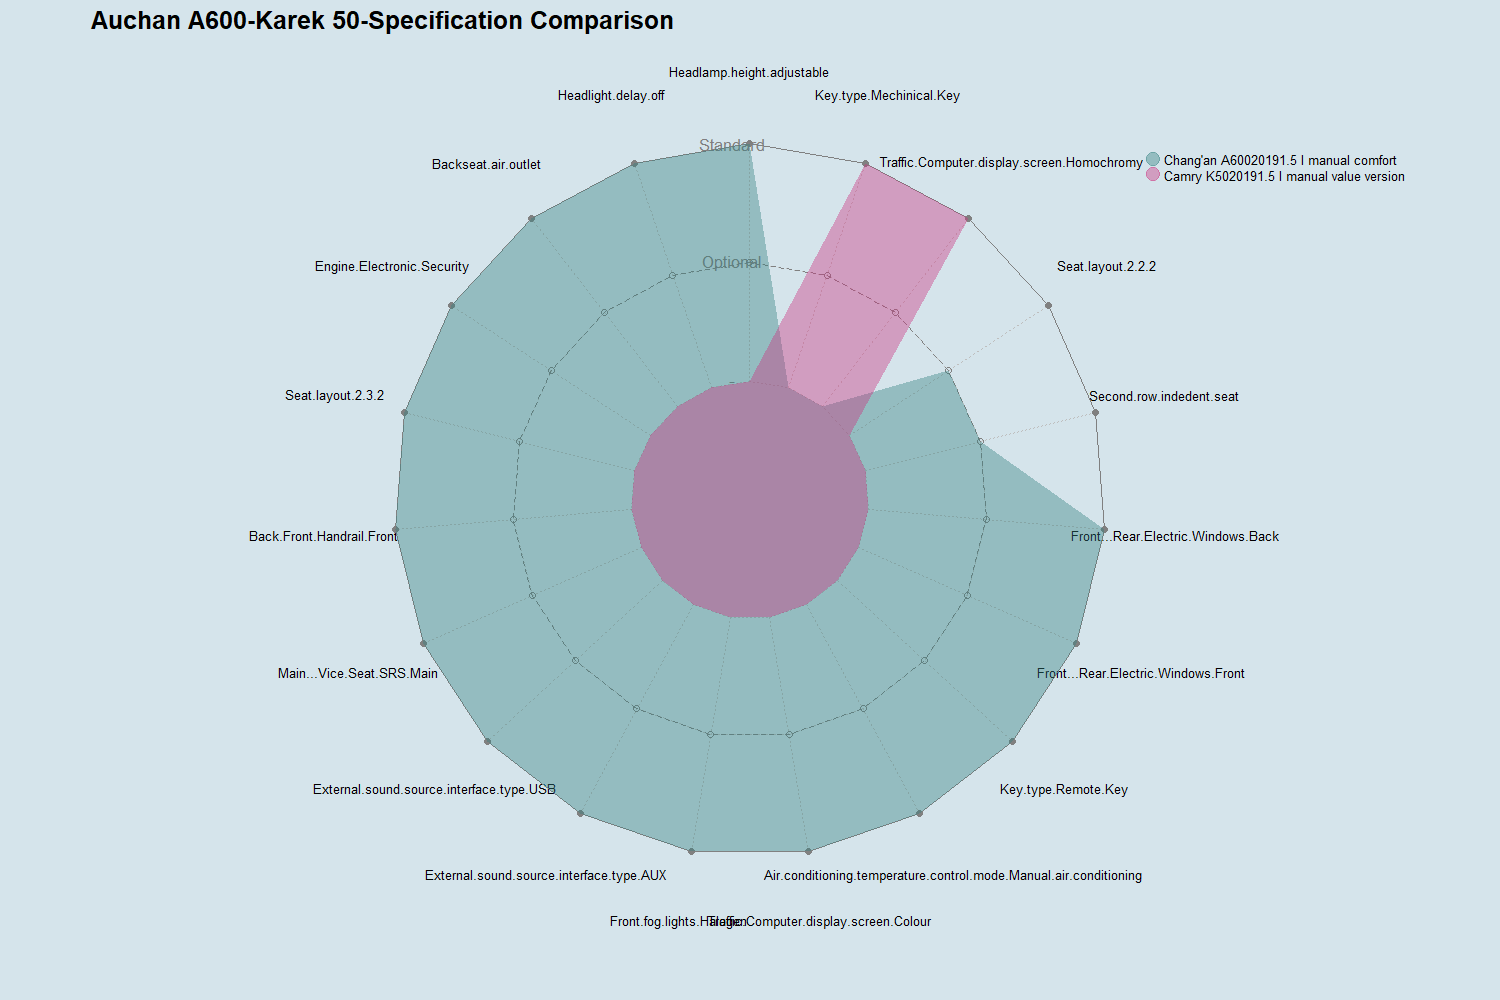 Auchan A600-Karek 50-Specification Comparison
Headlamp.height.adjustable
Headlight.delay.off
Key.type.Mechinical.Key
Standard
Backseat.air.outlet
Traffic.Computer.display.screen.Homochromy
Chang'an A60020191.5 l manual comfort
Camry K5020191.5 l manual value version
Optional
Engine.Electronic.Security
Seat.layout.2.2.2
-
Seat.layout.2.3.2
Second.row.indedent.seat
Back.Front.Handrail.Front
Front...Rear.Electric.Windows.Back
Main...Vice.Seat.SRS.Main
Front...Rear.Electric.Windows.Front
External.sound.source.interface.type.USB
Key.type.Remote.Key
External.sound.source.interface.type.AUX
Air.conditioning.temperature.control.mode.Manual.air.conditioning
Front.fog.lights.Halogen
Traffic.Computer.display.screen.Colour